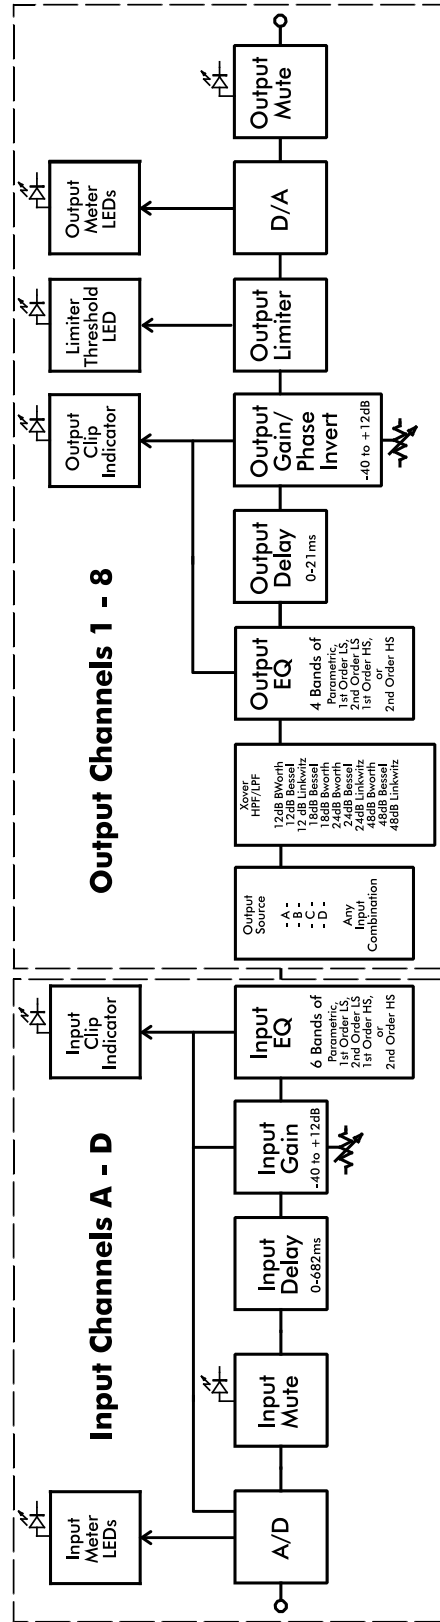 Input Channels A - D
Input
Meter
LEDs
A/D
Input
Mute
Input
Delay
0-682ms
Input
Gain
-40 to +12dB
Input
Clip
Indicator
Input
EQ
6 Bands of
Parametric,
1st Order LS,
2nd Order LS
1st Order HS,
or
2nd Order HS
Output Channels 1 - 8
Output
Source
- A -
- B -
- C -
- D -
Any
Input
Combination
Xover
HPF/LPF
12dB BWorth
12dB Bessel
12 dB Linkwitz
18dB Bessel
18dB Bworth
24dB Bworth
24dB Bessel
24dB Linkwitz
48dB Bworth
48dB Bessel
48dB Linkwitz
Output
EQ
4 Bands of
Parametric,
1st Order LS,
2nd Order LS
1st Order HS,
or
2nd Order HS
Output
Delay
0-21ms
Output
Clip
Indicator
Output
Gain/
Phase
Invert
-40 to +12dB
Limiter
Threshold
LED
Output
Limiter
Output
Meter
LEDs
D/A
Output
Mute